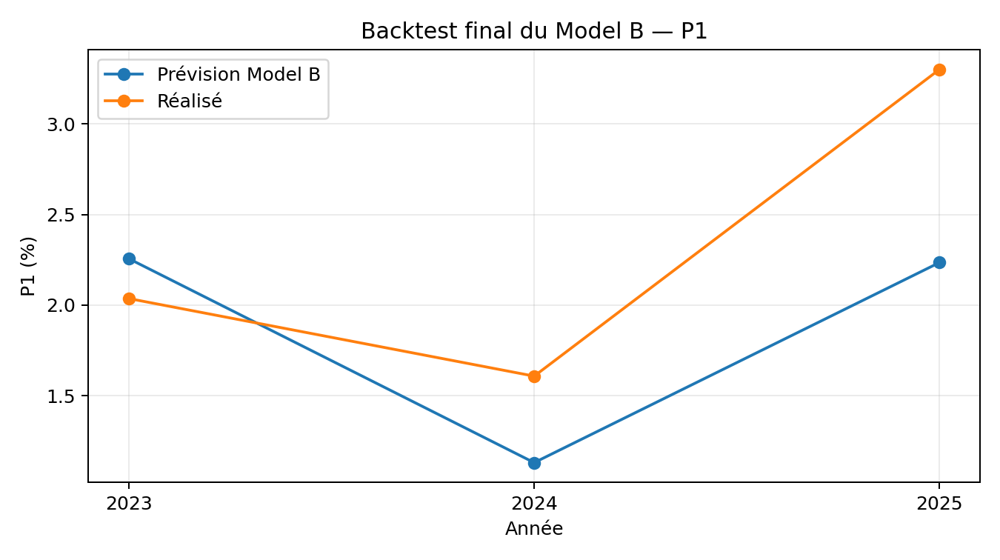 Backtest final du Model B — P1
Prévision Model B
Réalisé
3.0
2.5
2.0
1.5
P1 (%)
2023
2024
2025
Année